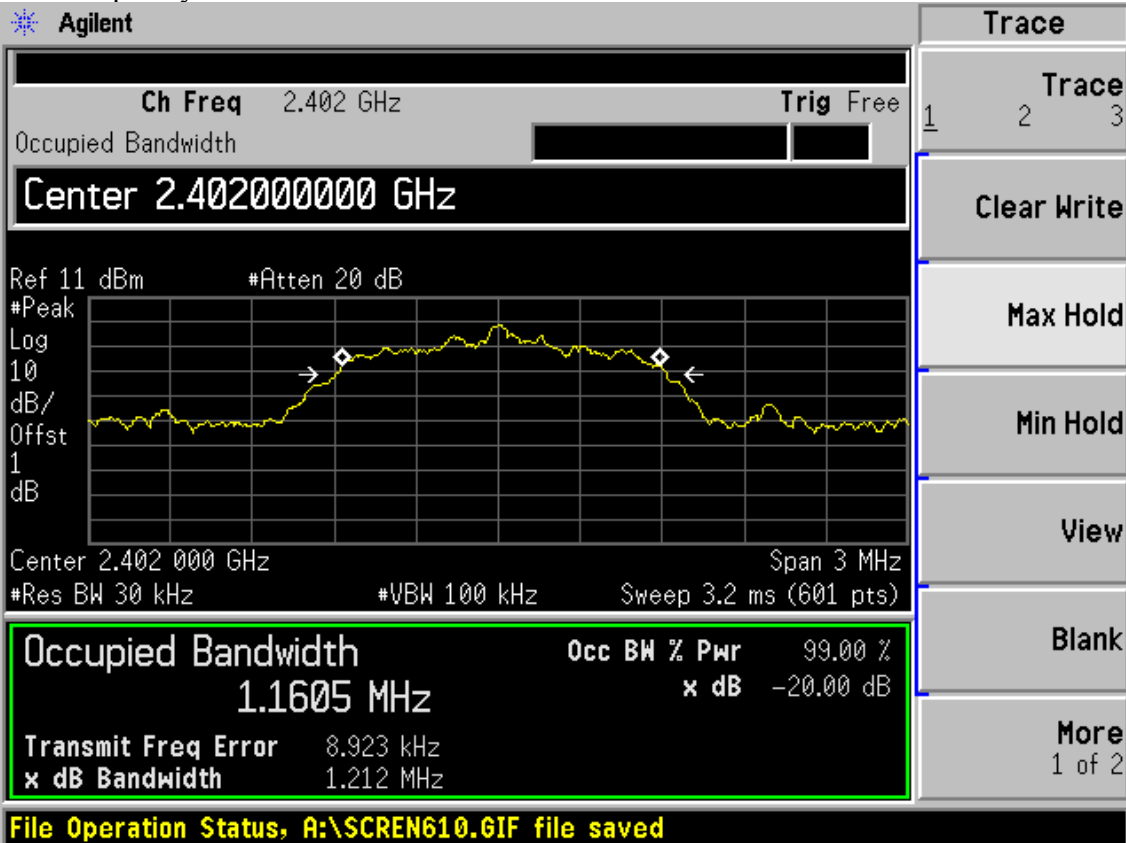 Agilent
Trace
Ch Freq 2.402 GHz Trig Free
Occupied Bandwidth
Center 2.402000000 GHz
Ref 11 dBm #Atten 20 dB
#Peak
Log
10
dB/
Offst
1
dB
Center 2.402 000 GHz Span 3 MHz
#Res BW 30 kHz #VBW 100 kHz Sweep 3.2 ms (601 pts)
Occupied Bandwidth
1.1605 MHz
Occ BW % Pwr 99.00 %
x dB -20.00 dB
Transmit Freq Error 8.923 kHz
x dB Bandwidth 1.212 MHz
Trace
1 2 3
Clear Write
Max Hold
Min Hold
View
Blank
More
1 of 2
File Operation Status, A:\SCREN610.GIF file saved